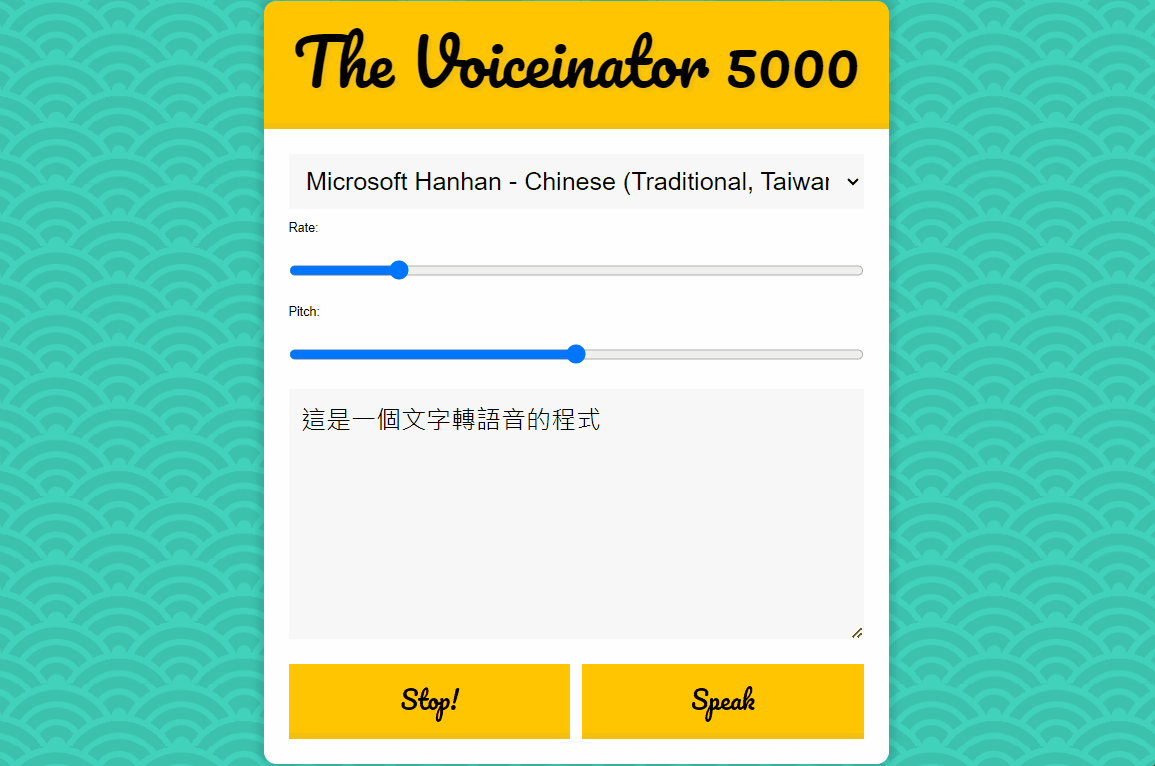 The Voiceinator 5000
Microsoft Hanhan - Chinese (Traditional, Taiwan
Rate:
Pitch:
這是一個文字轉語音的程式
Stop!
Speak